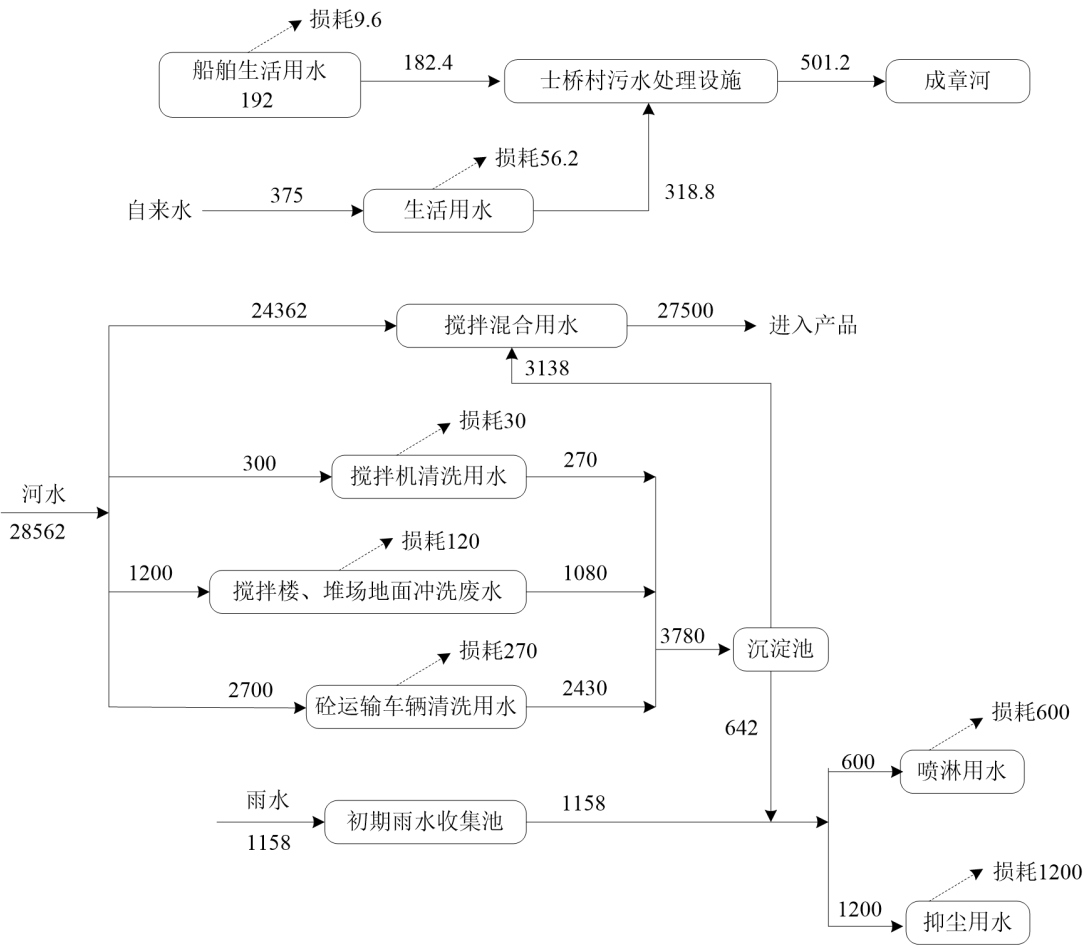 损耗9.6
船舶生活用水
192
182.4
士桥村污水处理设施
501.2
成章河
损耗56.2
自来水
375
生活用水
318.8
24362
搅拌混合用水
27500
进入产品
3138
损耗30
300
搅拌机清洗用水
270
河水
28562
损耗120
1200
搅拌楼、堆场地面冲洗废水
1080
3780
沉淀池
损耗270
2700
砼运输车辆清洗用水
2430
642
损耗600
600
喷淋用水
雨水
1158
初期雨水收集池
1158
损耗1200
1200
抑尘用水